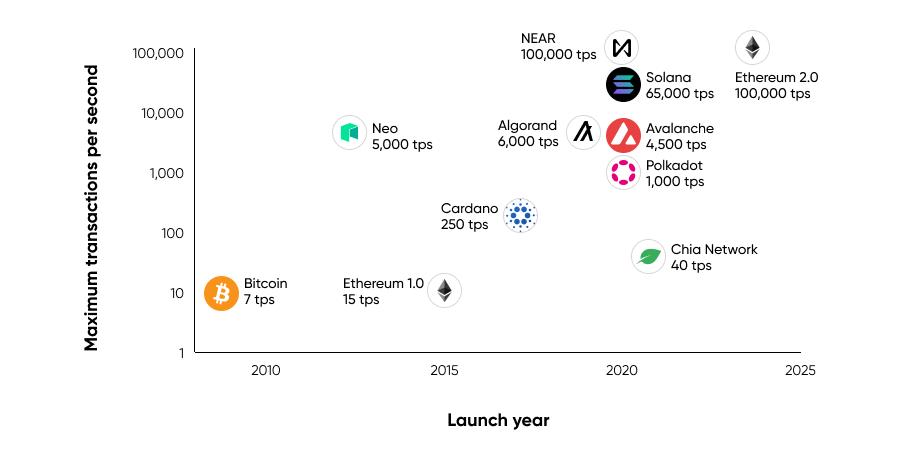 Maximum transactions per second
100,000
10,000
1,000
100
10
1
NEAR
100,000 tps
Solana
65,000 tps
Ethereum 2.0
100,000 tps
Neo
5,000 tps
Algorand
6,000 tps
Avalanche
4,500 tps
Polkadot
1,000 tps
Cardano
250 tps
Chia Network
40 tps
Bitcoin
7 tps
Ethereum 1.0
15 tps
2010
2015
2020
2025
Launch year